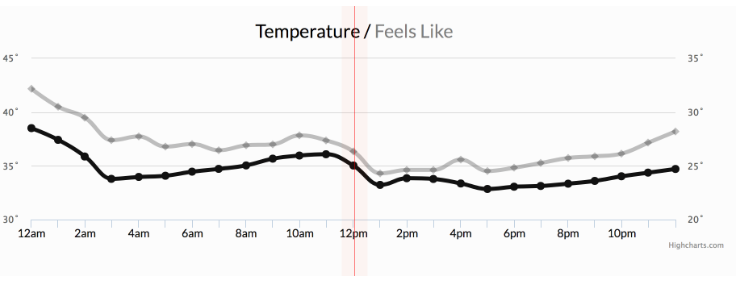 Temperature / Feels Like
45°
35°
40°
30°
35°
25°
30°
20°
12am
2am
4am
6am
8am
10am
12pm
2pm
4pm
6pm
8pm
10pm
Highcharts.com